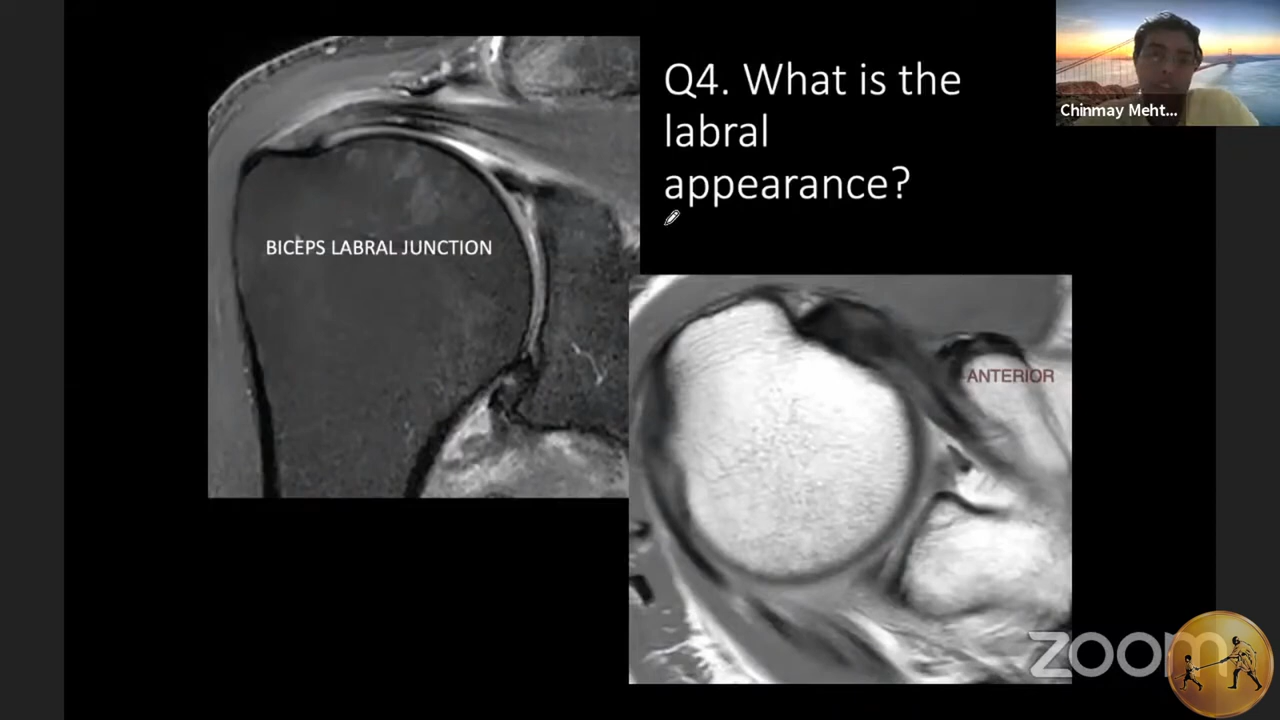 Q4. What is the
labral
appearance?
Chinmay Meht...
BICEPS LABRAL JUNCTION
ANTERIOR
zoom